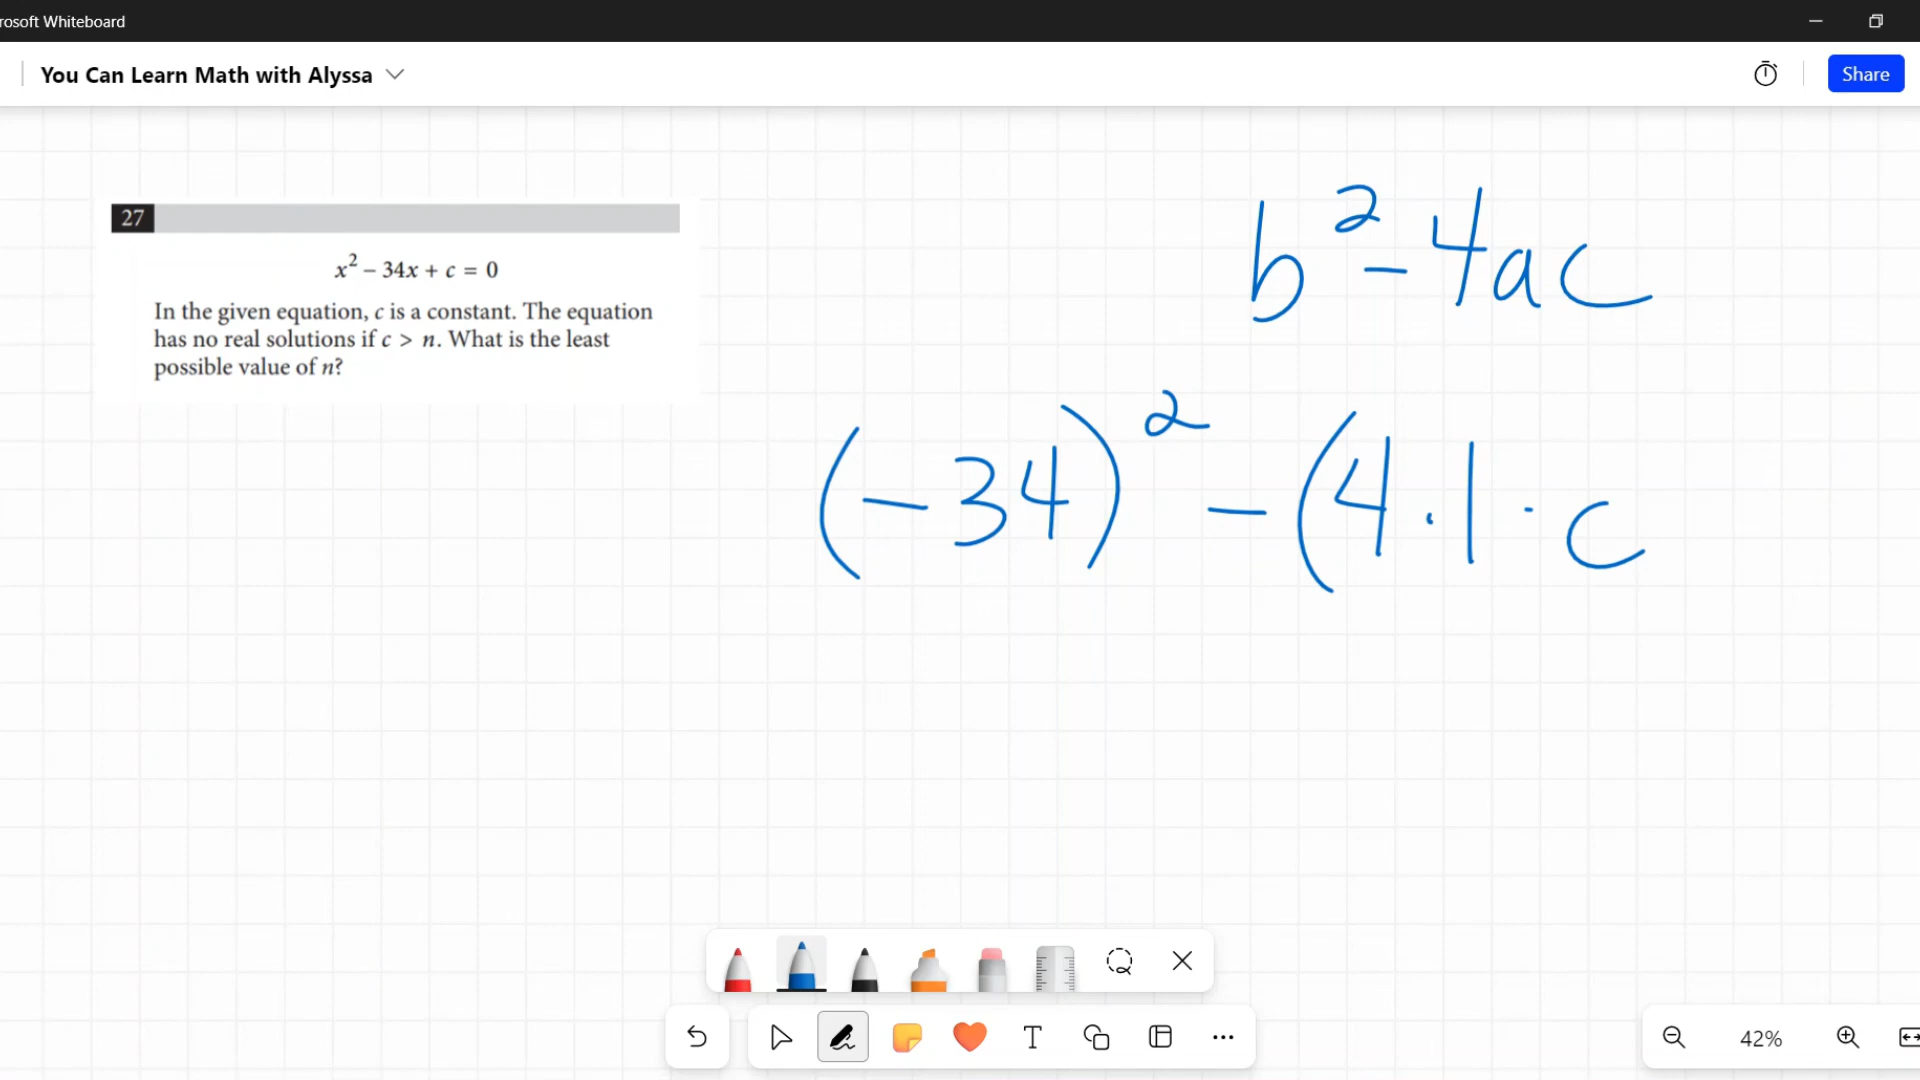 rosoft Whiteboard
You Can Learn Math with Alyssa
Share
27
x² – 34x + c = 0
In the given equation, c is a constant. The equation
has no real solutions if c > n. What is the least
possible value of n?
b² - 4ac
(-34)² - (4 · 1 · c
T
42%